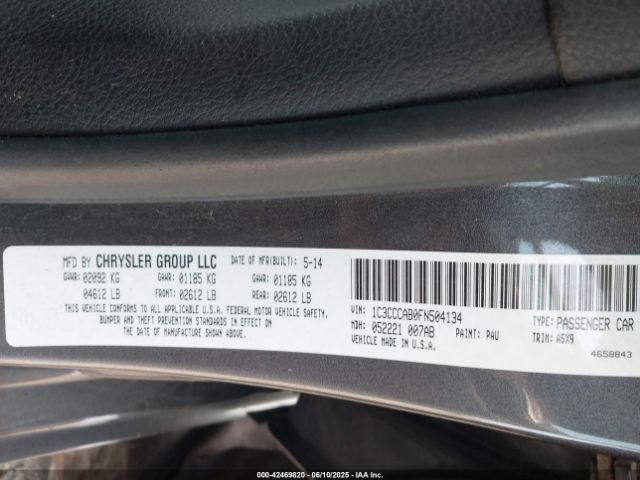 MFD BY CHRYSLER GROUP LLC DATE OF MFR(BUILT): 5-14
GVWR: 02092 KG GAWR: 01185 KG GAWR: 01185 KG
04612 LB FRONT: 02612 LB REAR: 02612 LB
THIS VEHICLE CONFORMS TO ALL APPLICABLE U.S.A. FEDERAL MOTOR VEHICLE SAFETY,
BUMPER AND THEFT PREVENTION STANDARDS IN EFFECT ON
THE DATE OF MANUFACTURE SHOWN ABOVE.
VIN: 1C3CCCAB0FN504134 TYPE: PASSENGER CAR
MDH: 052221 007AB PAINT: PAU TRIM: A5X9
VEHICLE MADE IN U.S.A. 4658843
000-42469820 - 06/10/2025 - IAA Inc.